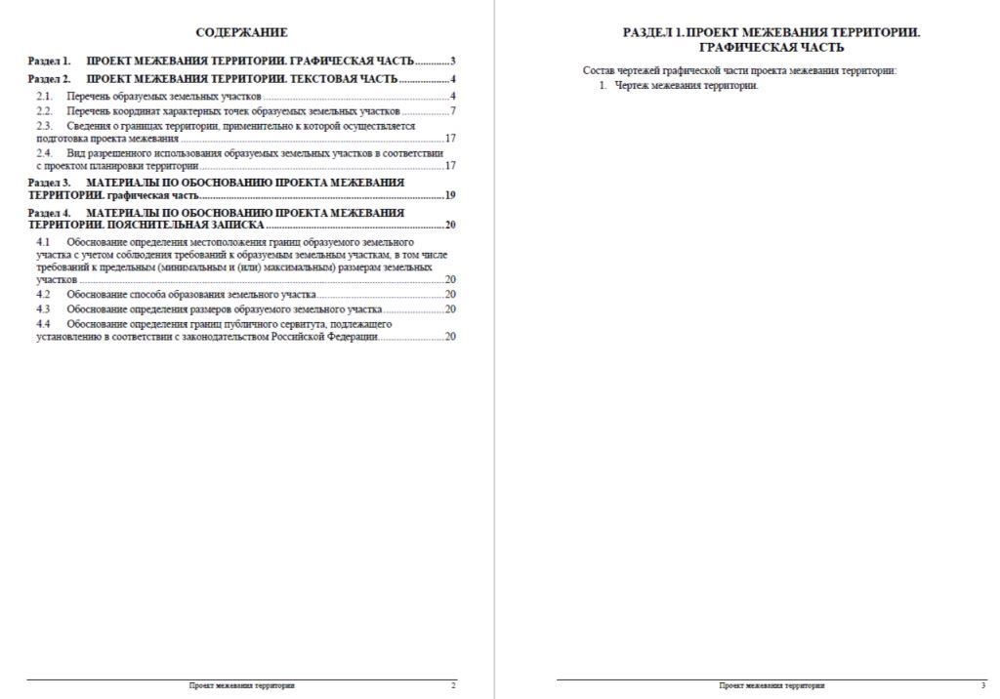 СОДЕРЖАНИЕ
Раздел 1. ПРОЕКТ МЕЖЕВАНИЯ ТЕРРИТОРИИ. ГРАФИЧЕСКАЯ ЧАСТЬ.............3
Раздел 2. ПРОЕКТ МЕЖЕВАНИЯ ТЕРРИТОРИИ. ТЕКСТОВАЯ ЧАСТЬ...................4
2.1. Перечень образуемых земельных участков......................................................................4
2.2. Перечень координат характерных точек образуемых земельных участков..................7
2.3. Сведения о границах территории, применительно к которой осуществляется
подготовка проекта межевания.....................................................................................................17
2.4. Вид разрешенного использования образуемых земельных участков в соответствии
с проектом планировки территории..............................................................................................17
Раздел 3. МАТЕРИАЛЫ ПО ОБОСНОВАНИЮ ПРОЕКТА МЕЖЕВАНИЯ
ТЕРРИТОРИИ. графическая часть..............................................................................................19
Раздел 4. МАТЕРИАЛЫ ПО ОБОСНОВАНИЮ ПРОЕКТА МЕЖЕВАНИЯ
ТЕРРИТОРИИ. ПОЯСНИТЕЛЬНАЯ ЗАПИСКА.....................................................................20
4.1 Обоснование определения местоположения границ образуемого земельного
участка с учетом соблюдения требований к образуемым земельным участкам, в том числе
требований к предельным (минимальным и (или) максимальным) размерам земельных
участков...........................................................................................................................................20
4.2 Обоснование способа образования земельного участка.................................................20
4.3 Обоснование определения размеров образуемого земельного участка........................20
4.4 Обоснование определения границ публичного сервитута, подлежащего
установлению в соответствии с законодательством Российской Федерации..........................20
Проект межевания территории 2
РАЗДЕЛ 1. ПРОЕКТ МЕЖЕВАНИЯ ТЕРРИТОРИИ.
ГРАФИЧЕСКАЯ ЧАСТЬ
Состав чертежей графической части проекта межевания территории:
1. Чертеж межевания территории.
Проект межевания территории 3